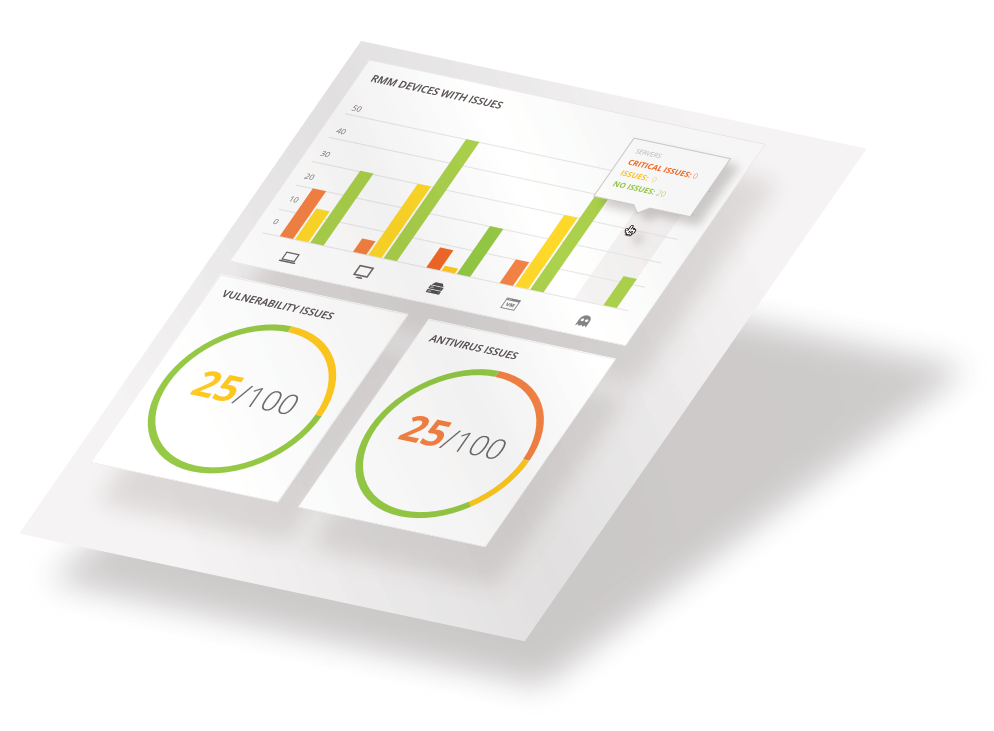 RMM DEVICES WITH ISSUES
50
40
30
20
10
0
SERVERS
CRITICAL ISSUES: 0
ISSUES: 0
NO ISSUES: 20
VM
VULNERABILITY ISSUES
25/100
ANTIVIRUS ISSUES
25/100